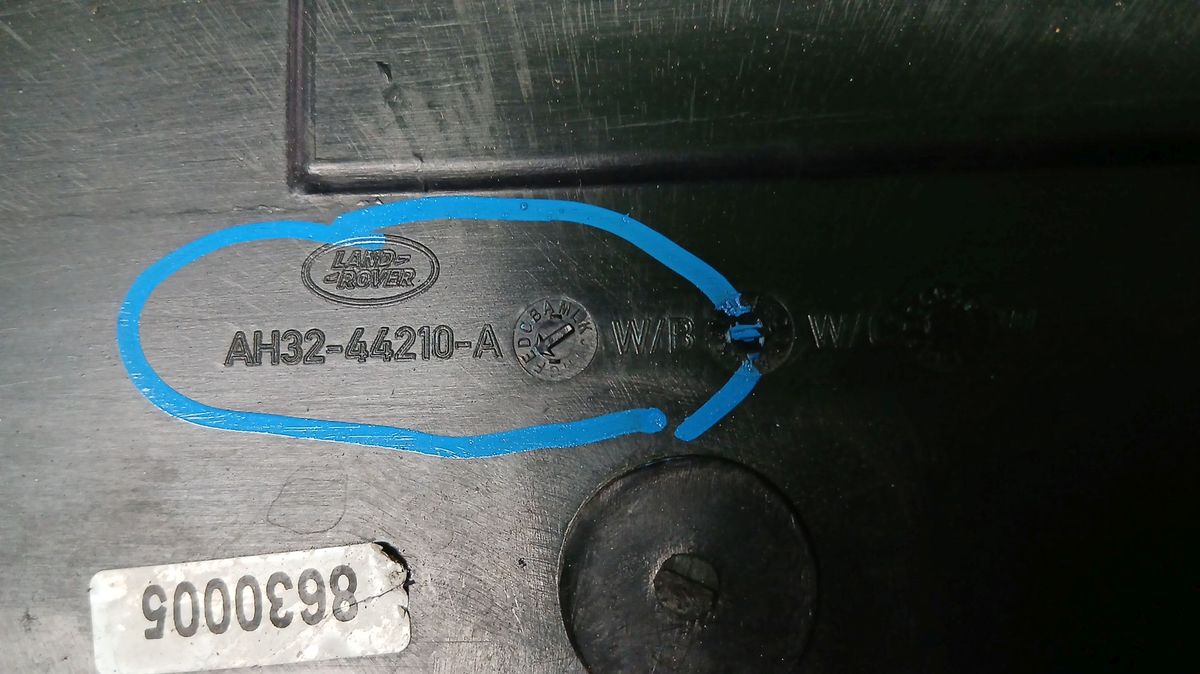 LAND-
-ROVER
AH32-44210-A W/B
8630005